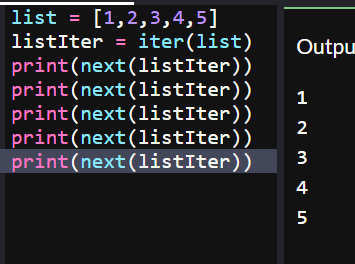 list = [1,2,3,4,5]
listIter = iter(list)
print(next(listIter))
print(next(listIter))
print(next(listIter))
print(next(listIter))
print(next(listIter))
Outpu
1
2
3
4
5